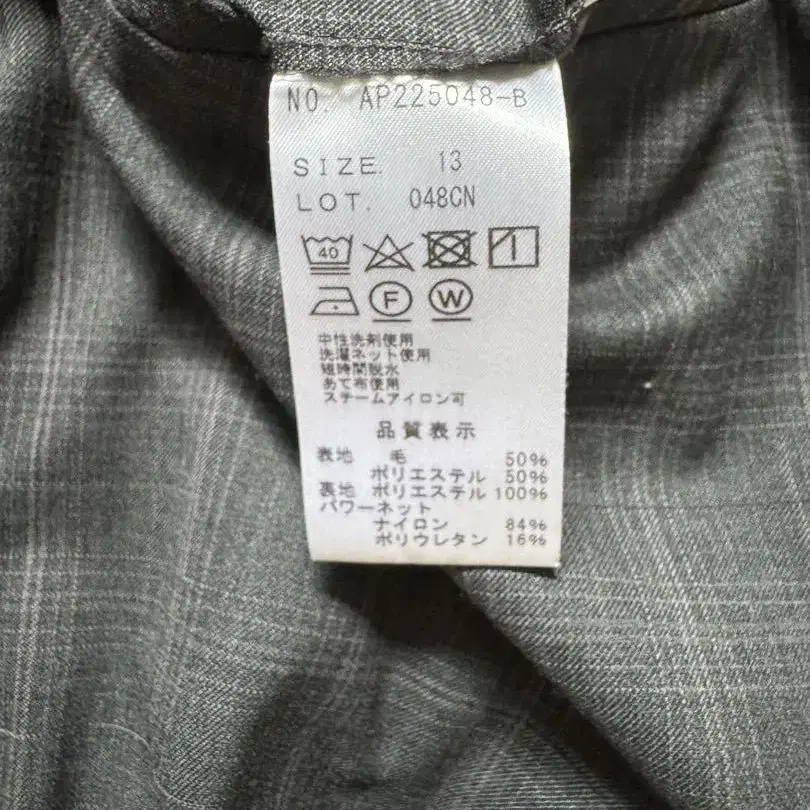 NO. AP225048-B
SIZE. 13
LOT. 048CN
40
F W
中性洗剤使用
洗濯ネット使用
短時間脱水
あて布使用
スチームアイロン可
品質表示
表地 毛 50%
ポリエステル 50%
裏地 ポリエステル 100%
パワーネット
ナイロン 84%
ポリウレタン 16%